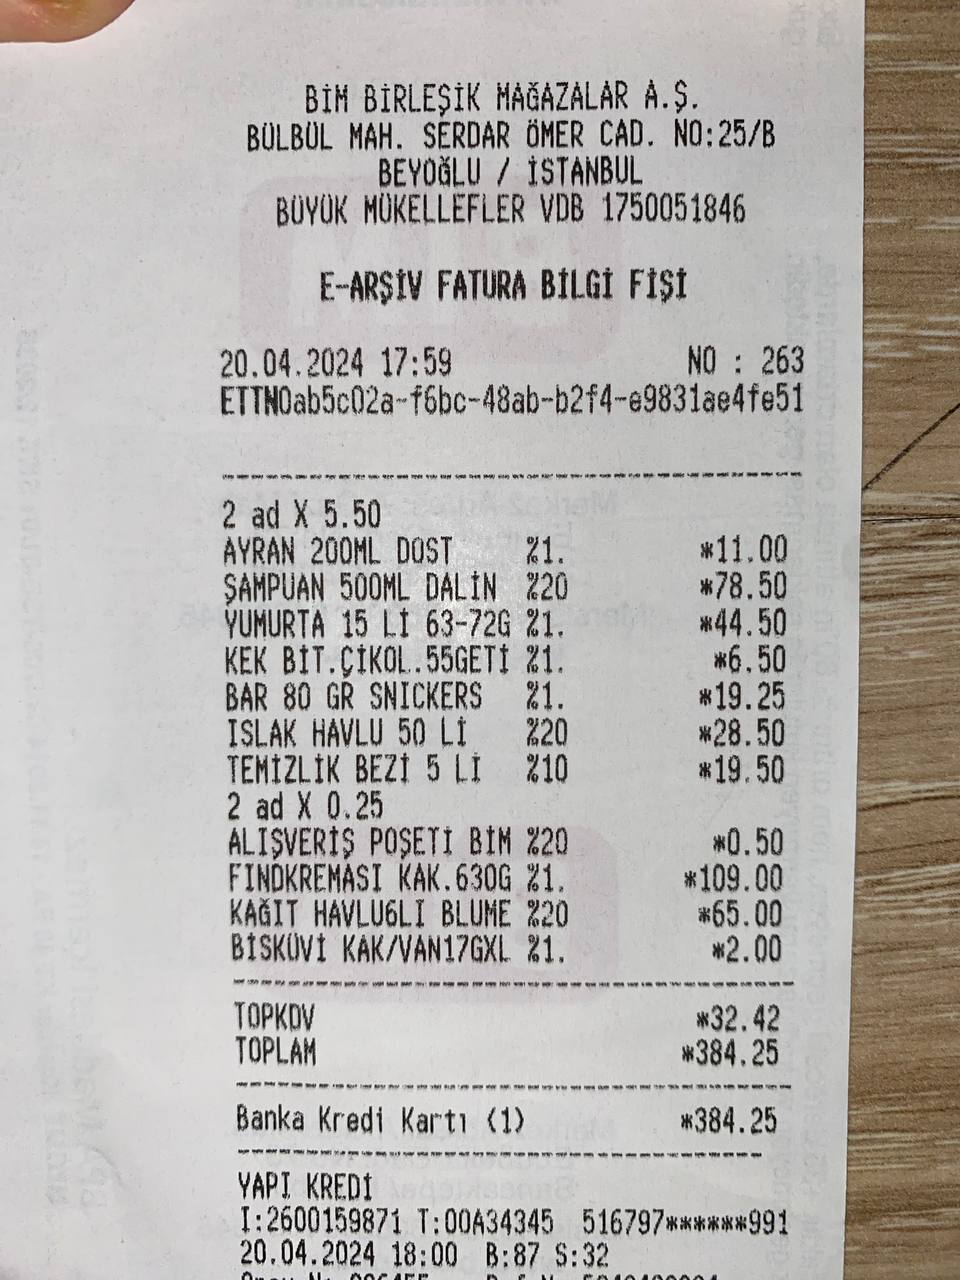 BİM BİRLEŞİK MAĞAZALAR A.Ş.
BÜLBÜL MAH. SERDAR ÖMER CAD. NO:25/B
BEYOĞLU / İSTANBUL
BÜYÜK MÜKELLEFLER VDB 1750051846
E-ARŞİV FATURA BİLGİ FİŞİ
20.04.2024 17:59 NO : 263
ETTN0ab5c02a-f6bc-48ab-b2f4-e9831ae4fe51
2 ad X 5.50
AYRAN 200ML DOST %1. *11.00
ŞAMPUAN 500ML DALİN %20 *78.50
YUMURTA 15 Lİ 63-72G %1. *44.50
KEK BİT.ÇİKOL.55GETİ %1. *6.50
BAR 80 GR SNICKERS %1. *19.25
ISLAK HAVLU 50 Lİ %20 *28.50
TEMİZLİK BEZİ 5 Lİ %10 *19.50
2 ad X 0.25
ALIŞVERİŞ POŞETİ BİM %20 *0.50
FINDKREMASI KAK.630G %1. *109.00
KAĞIT HAVLU6LI BLUME %20 *65.00
BİSKÜVİ KAK/VAN17GXL %1. *2.00
TOPKDV *32.42
TOPLAM *384.25
Banka Kredi Kartı (1) *384.25
YAPI KREDİ
I:2600159871 T:00A34345 516797******991
20.04.2024 18:00 B:87 S:32